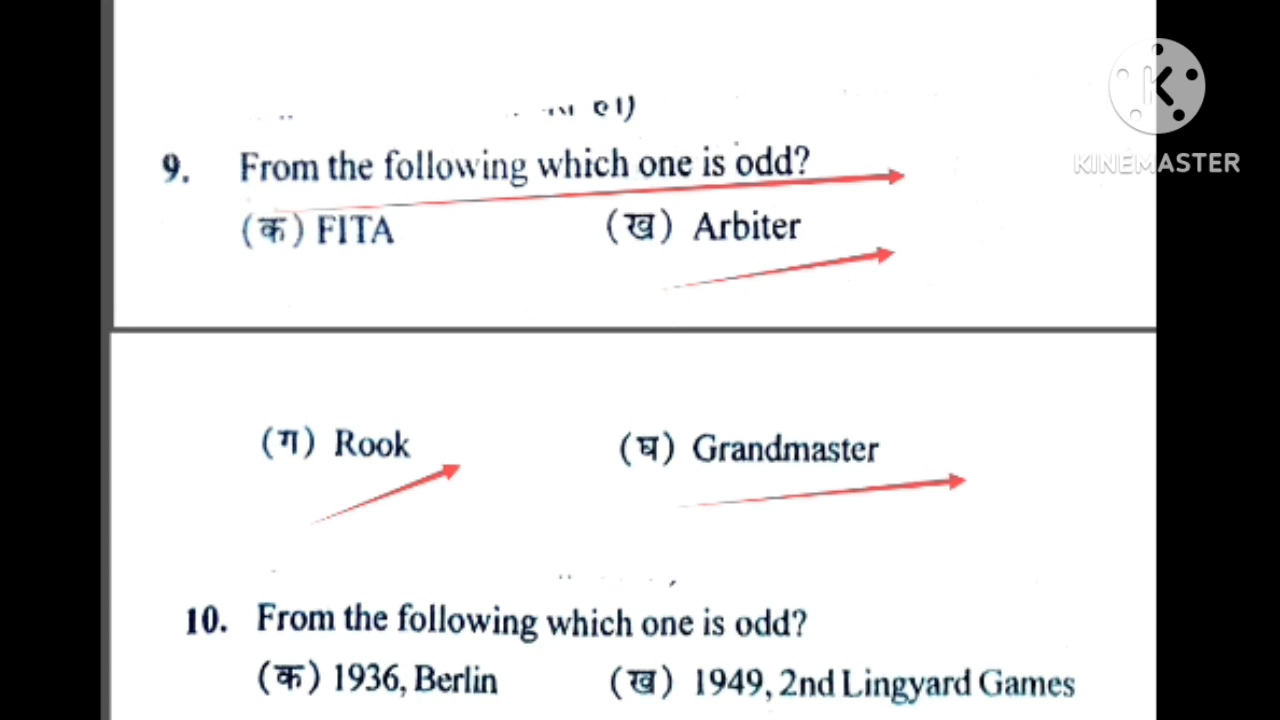 KINEMASTER
9. From the following which one is odd?
(क) FITA (ख) Arbiter
(ग) Rook (घ) Grandmaster
10. From the following which one is odd?
(क) 1936, Berlin (ख) 1949, 2nd Lingyard Games